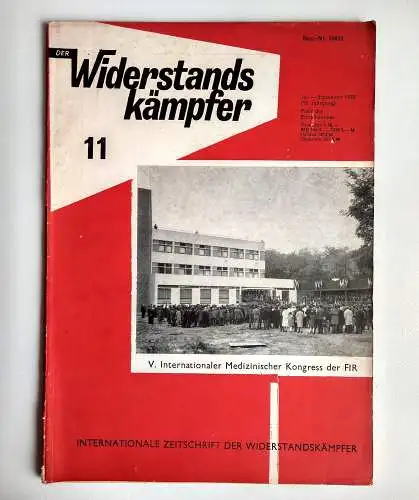 DER
Widerstands
kämpfer
11
V. Internationaler Medizinischer Kongress der FIR
INTERNATIONALE ZEITSCHRIFT DER WIDERSTANDSKÄMPFER